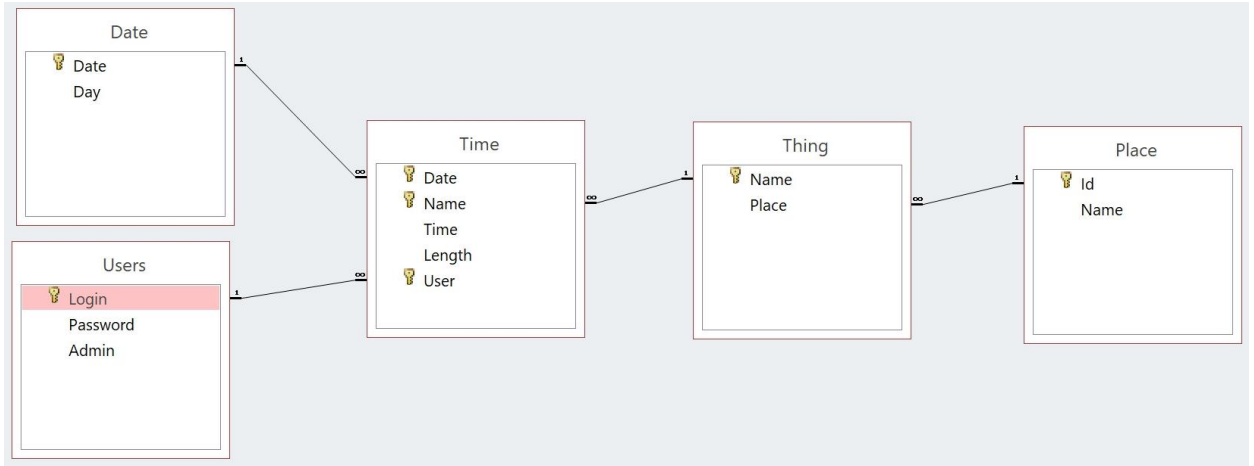 Date
Date
Day
1
∞
Users
Login
Password
Admin
1
∞
Time
Date
Name
Time
Length
User
∞
1
Thing
Name
Place
∞
1
Place
Id
Name